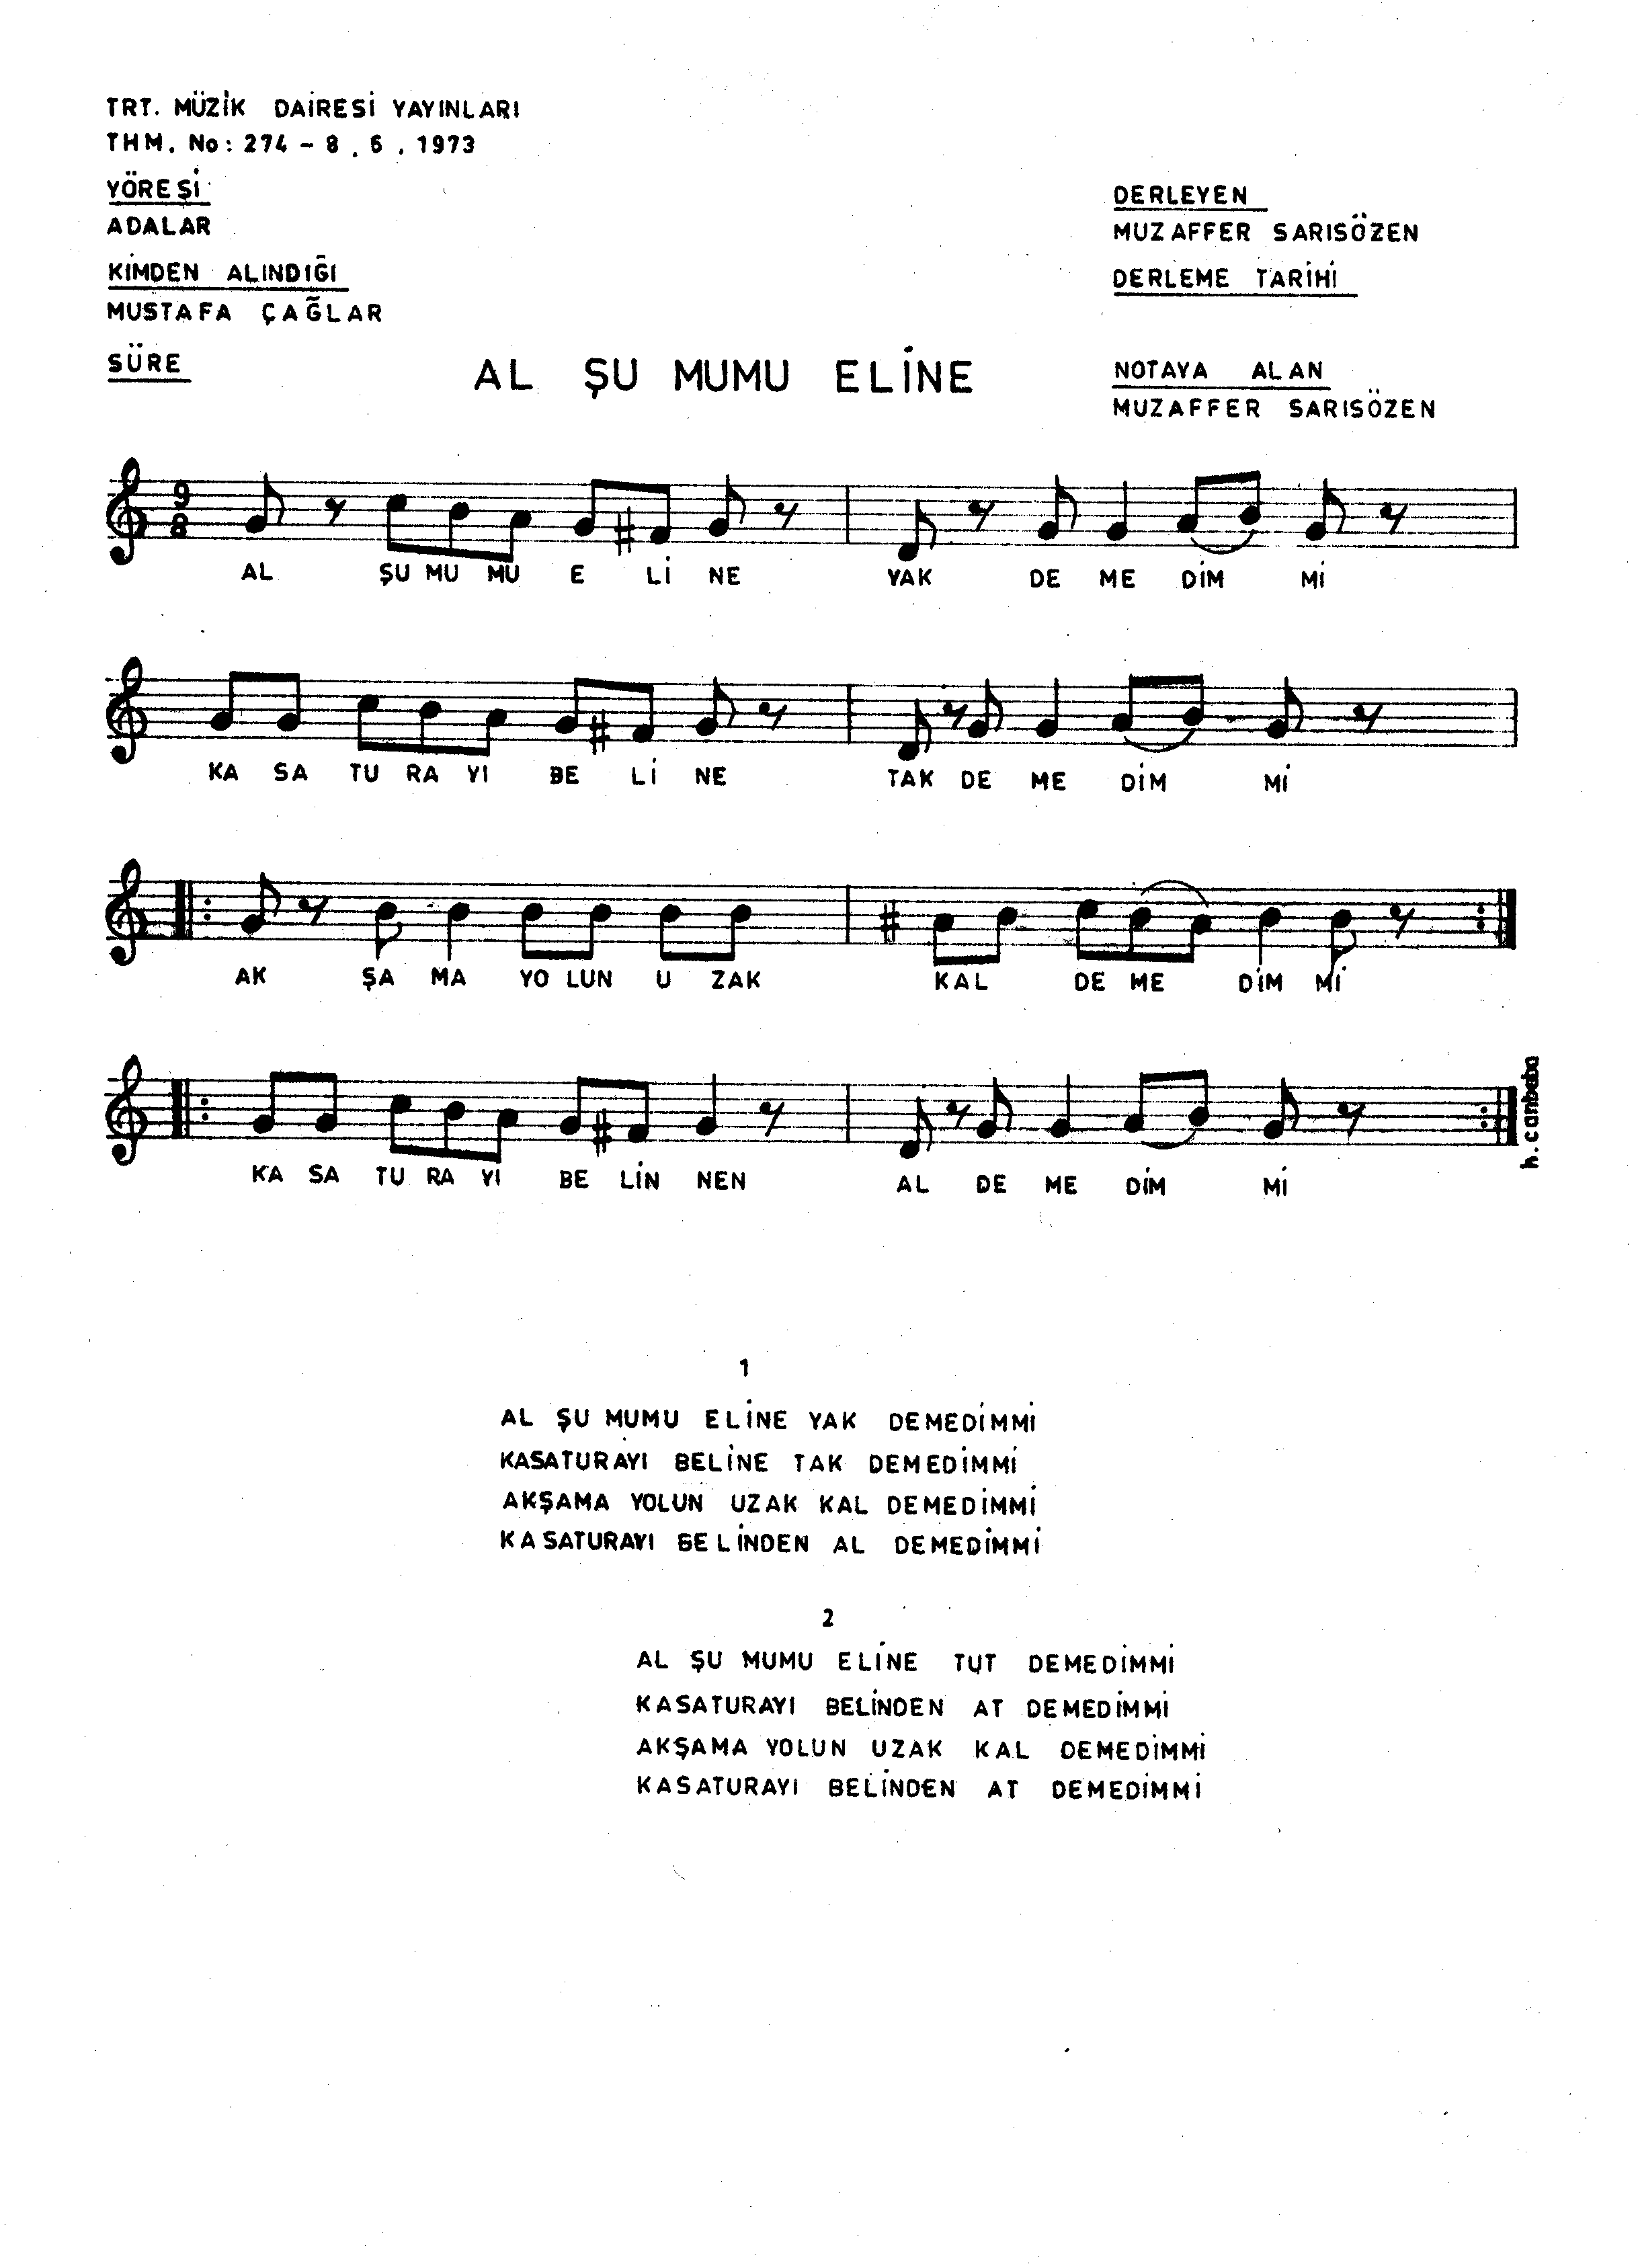 TRT. MÜZİK DAİRESİ YAYINLARI
THM. No: 274 - 8.6.1973
YÖRESİ
ADALAR
KİMDEN ALINDIĞI
MUSTAFA ÇAĞLAR
SÜRE
DERLEYEN
MUZAFFER SARISÖZEN
DERLEME TARİHİ
NOTAYA ALAN
MUZAFFER SARISÖZEN
AL ŞU MUMU ELİNE
9
8
AL ŞU MU MU E Lİ NE YAK DE ME DİM Mİ
KA SA TU RA YI BE Lİ NE TAK DE ME DİM Mİ
AK ŞA MA YO LUN U ZAK KAL DE ME DİM Mİ
KA SA TU RA YI BE LİN NEN AL DE ME DİM Mİ
h.canbeba
1
AL ŞU MUMU ELİNE YAK DEMEDİMMİ
KASATURAYI BELİNE TAK DEMEDİMMİ
AKŞAMA YOLUN UZAK KAL DEMEDİMMİ
KASATURAYI BELİNDEN AL DEMEDİMMİ
2
AL ŞU MUMU ELİNE TUT DEMEDİMMİ
KASATURAYI BELİNDEN AT DEMEDİMMİ
AKŞAMA YOLUN UZAK KAL DEMEDİMMİ
KASATURAYI BELİNDEN AT DEMEDİMMİ